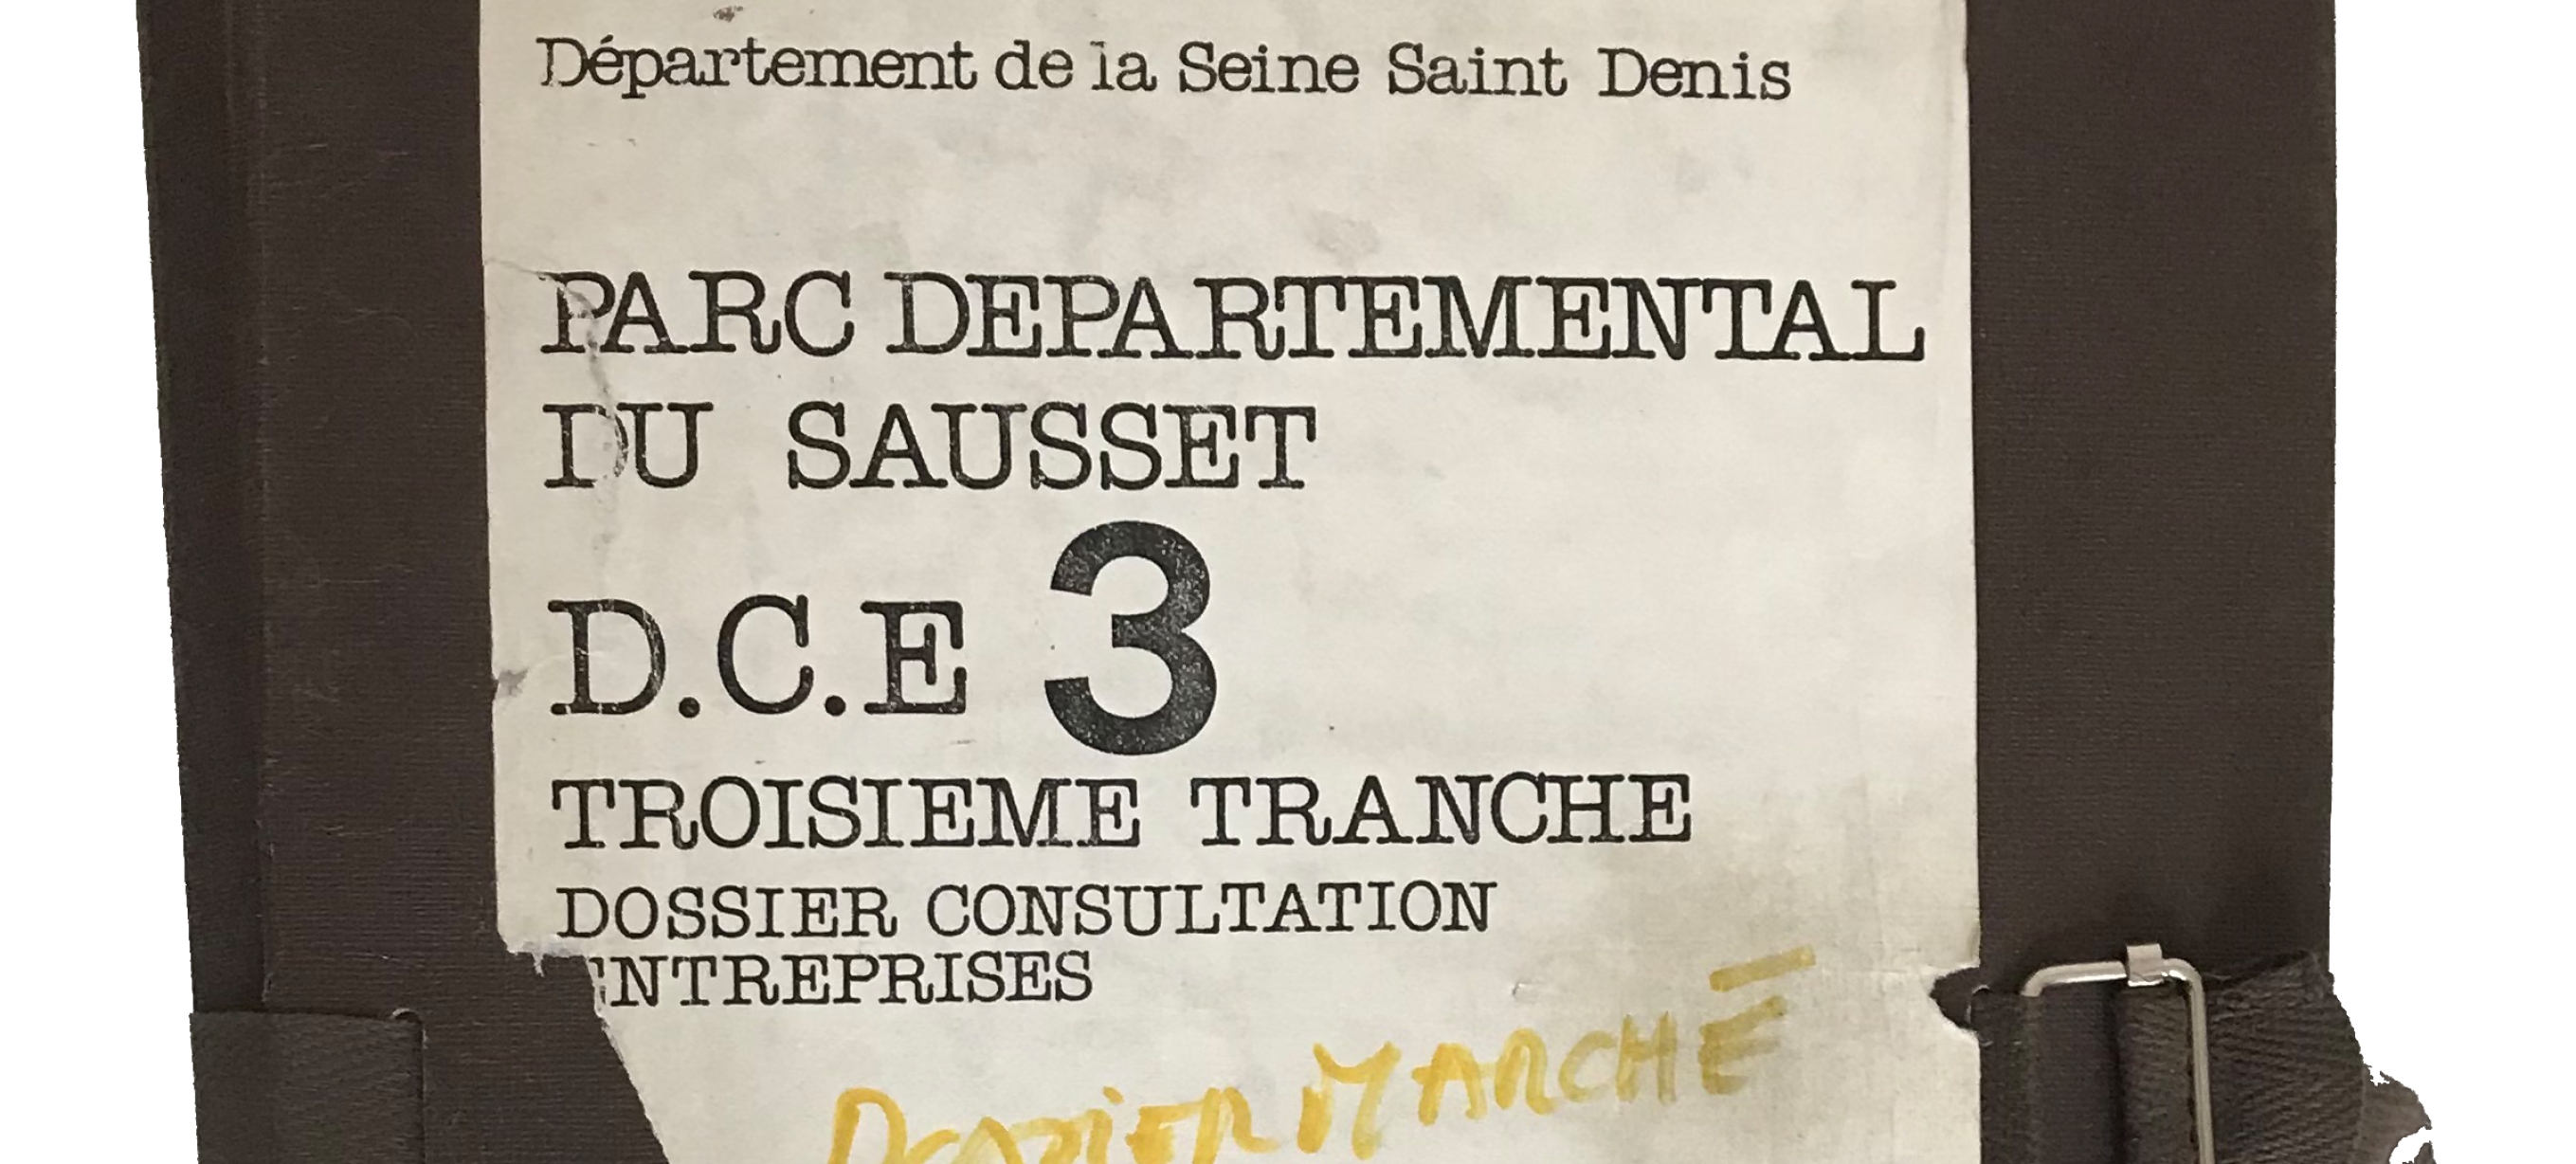 Département de la Seine Saint Denis
PARC DEPARTEMENTAL
DU SAUSSET
D.C.E 3
TROISIEME TRANCHE
DOSSIER CONSULTATION
ENTREPRISES
DOSSIER MARCHÉ